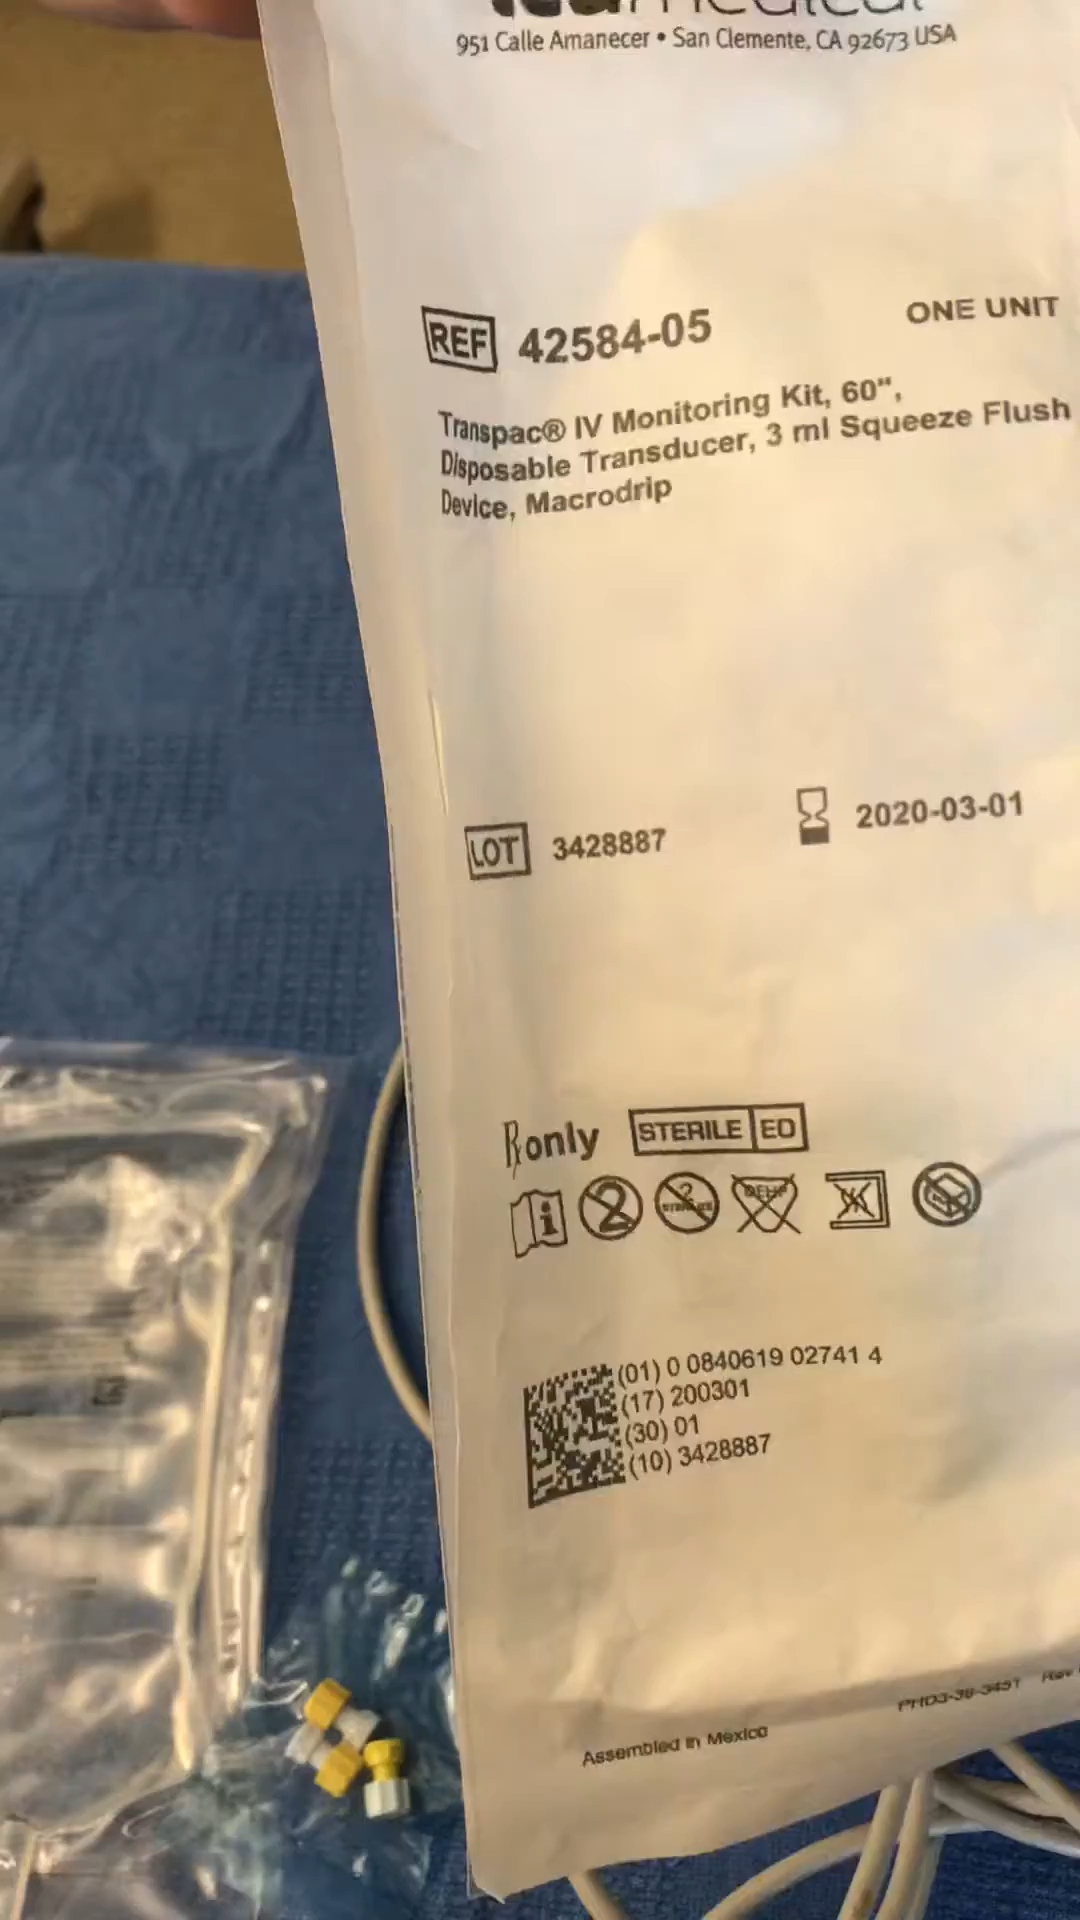 951 Calle Amanecer • San Clemente, CA 92673 USA
REF 42584-05 ONE UNIT
Transpac® IV Monitoring Kit, 60",
Disposable Transducer, 3 ml Squeeze Flush
Device, Macrodrip
LOT 3428887 2020-03-01
Rx only STERILE EO
(01) 0 0840619 02741 4
(17) 200301
(30) 01
(10) 3428887
Assembled in Mexico